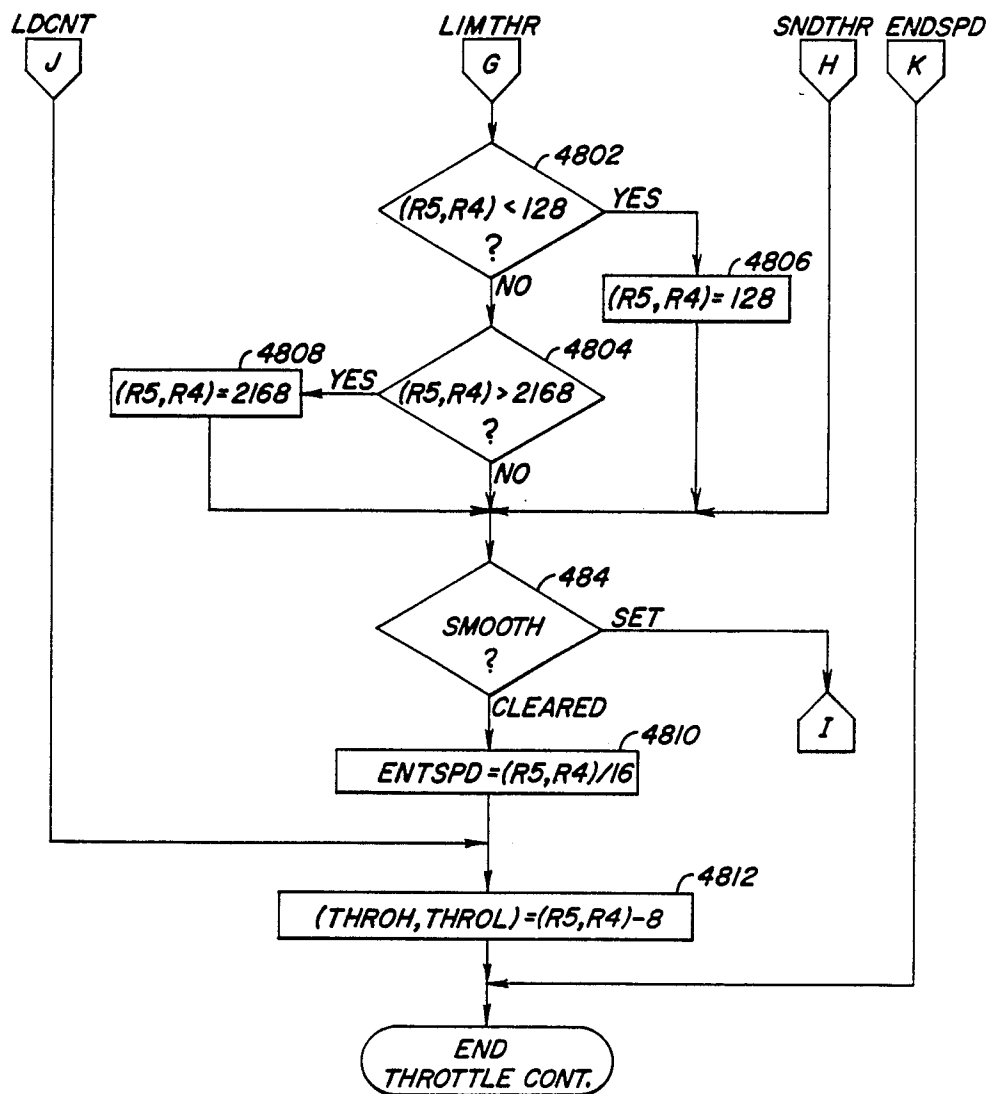 LDCNT
J
LIMTHR
G
SNDTHR
H
ENDSPD
K
4802
(R5,R4) < 128
?
YES
NO
4806
(R5,R4) = 128
4804
(R5,R4) > 2168
?
YES
NO
4808
(R5,R4) = 2168
484
SMOOTH
?
SET
I
CLEARED
4810
ENTSPD = (R5,R4)/16
4812
(THROH, THROL) = (R5,R4) - 8
END
THROTTLE CONT.